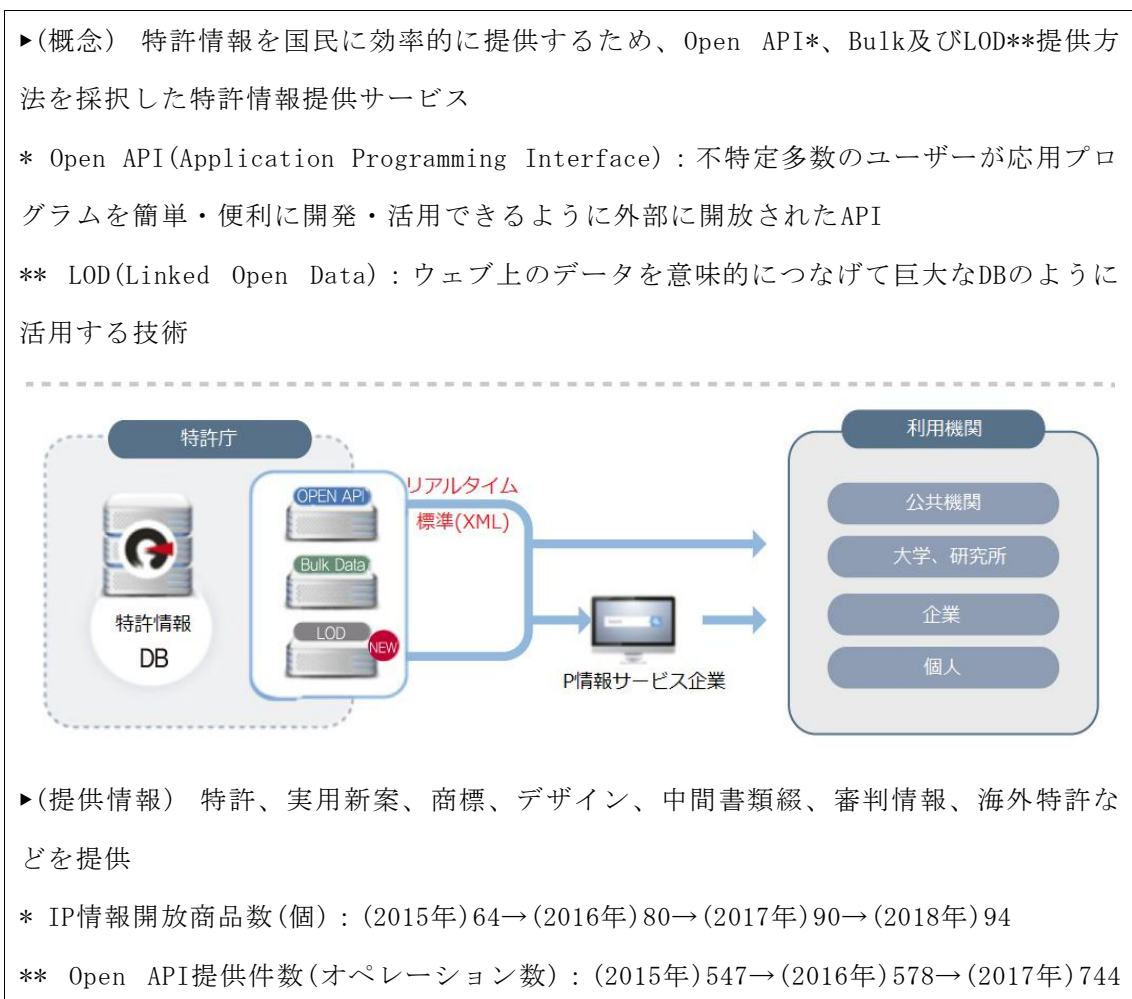 ▶(概念) 特許情報を国民に効率的に提供するため、Open API*、Bulk及びLOD**提供方
法を採択した特許情報提供サービス
* Open API(Application Programming Interface)：不特定多数のユーザーが応用プロ
グラムを簡単・便利に開発・活用できるように外部に開放されたAPI
** LOD(Linked Open Data)：ウェブ上のデータを意味的につなげて巨大なDBのように
活用する技術
特許庁
特許情報
DB
OPEN API
Bulk Data
LOD
NEW
リアルタイム
標準(XML)
Search
P情報サービス企業
利用機関
公共機関
大学、研究所
企業
個人
▶(提供情報) 特許、実用新案、商標、デザイン、中間書類綴、審判情報、海外特許な
どを提供
* IP情報開放商品数(個)：(2015年)64→(2016年)80→(2017年)90→(2018年)94
** Open API提供件数(オペレーション数)：(2015年)547→(2016年)578→(2017年)744